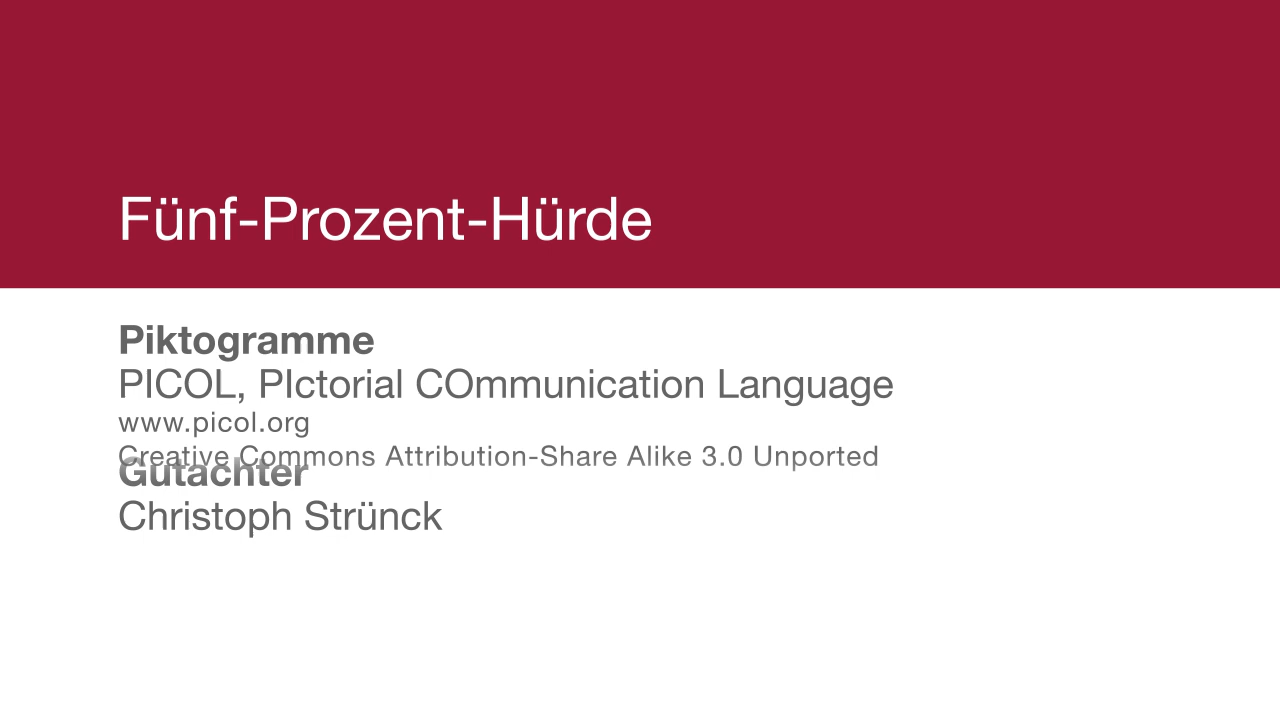 Fünf-Prozent-Hürde
Piktogramme
PICOL, PIctorial COmmunication Language
www.picol.org
Creative Commons Attribution-Share Alike 3.0 Unported
Gutachter
Christoph Strünck